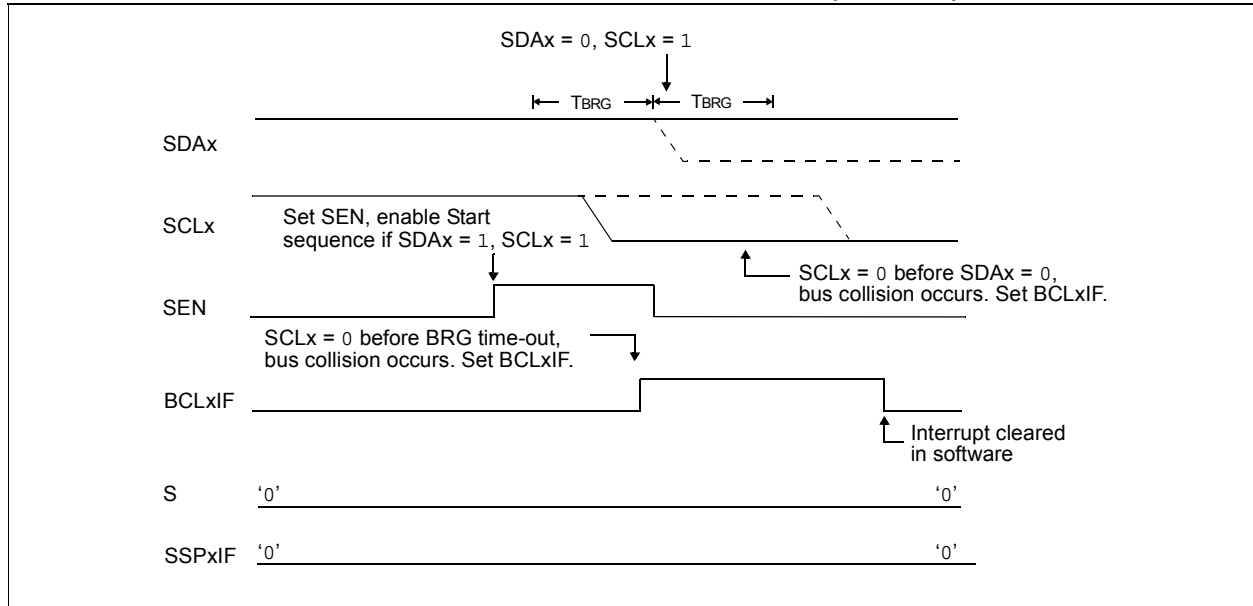 SDAx = 0, SCLx = 1
TBRG TBRG
SDAx
SCLx
Set SEN, enable Start
sequence if SDAx = 1, SCLx = 1
SCLx = 0 before SDAx = 0,
bus collision occurs. Set BCLxIF.
SEN
SCLx = 0 before BRG time-out,
bus collision occurs. Set BCLxIF.
BCLxIF
Interrupt cleared
in software
S ‘0’ ‘0’
SSPxIF ‘0’ ‘0’